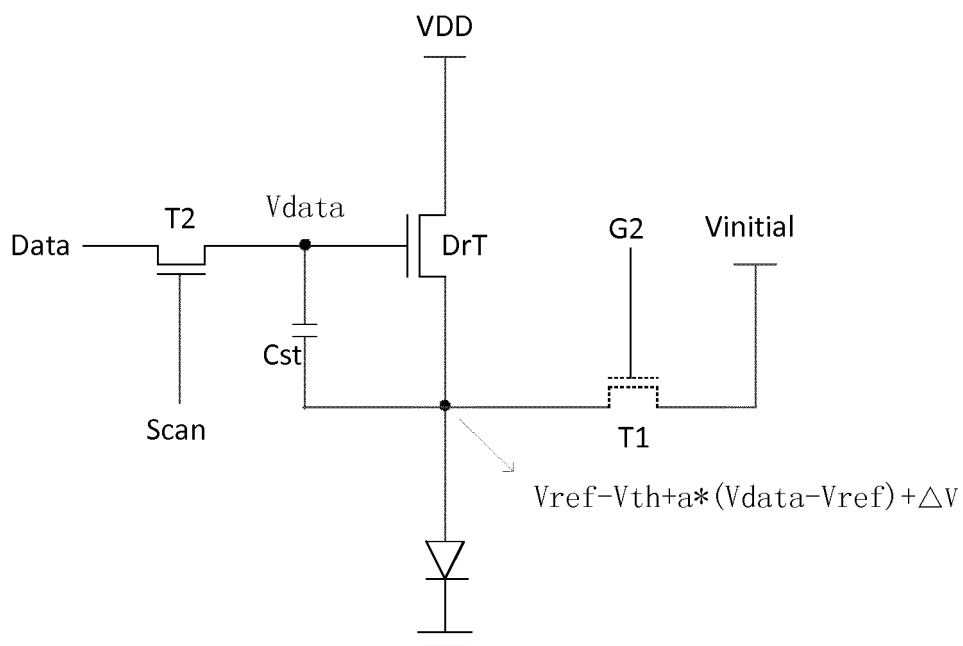 VDD
T2
Vdata
Data
DrT
G2
Vinitial
Cst
Scan
T1
Vref-Vth+a*(Vdata-Vref)+△V